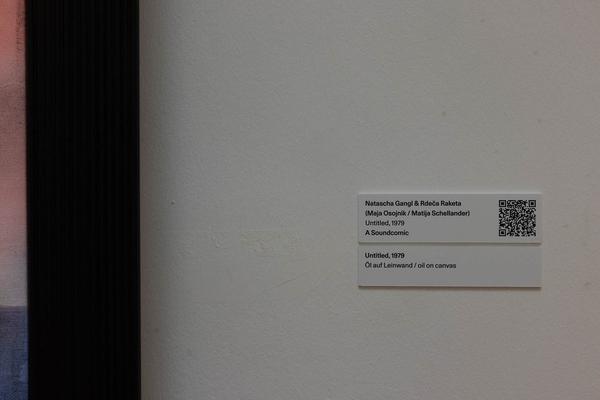 Natascha Gangl & Rdeča Raketa
(Maja Osojnik / Matija Schellander)
Untitled, 1979
A Soundcomic
Untitled, 1979
Öl auf Leinwand / oil on canvas